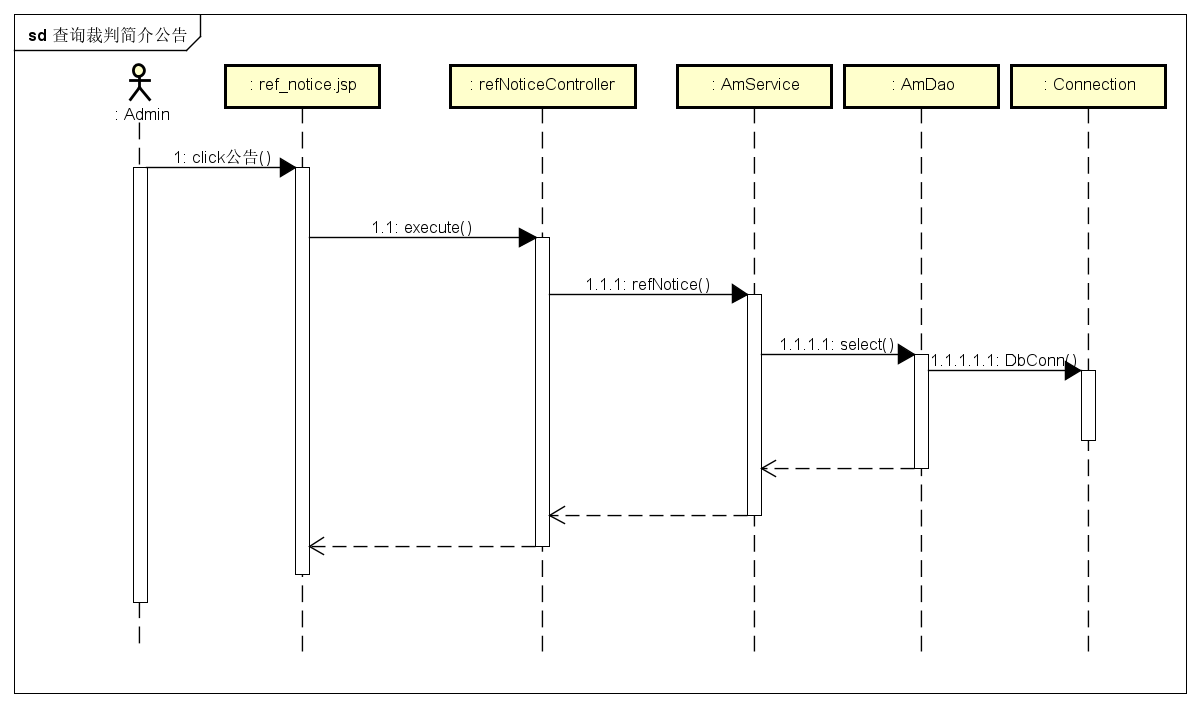 sd 查询裁判简介公告
: Admin
: ref_notice.jsp
: refNoticeController
: AmService
: AmDao
: Connection
1: click公告()
1.1: execute()
1.1.1: refNotice()
1.1.1.1: select()
1.1.1.1.1: DbConn()